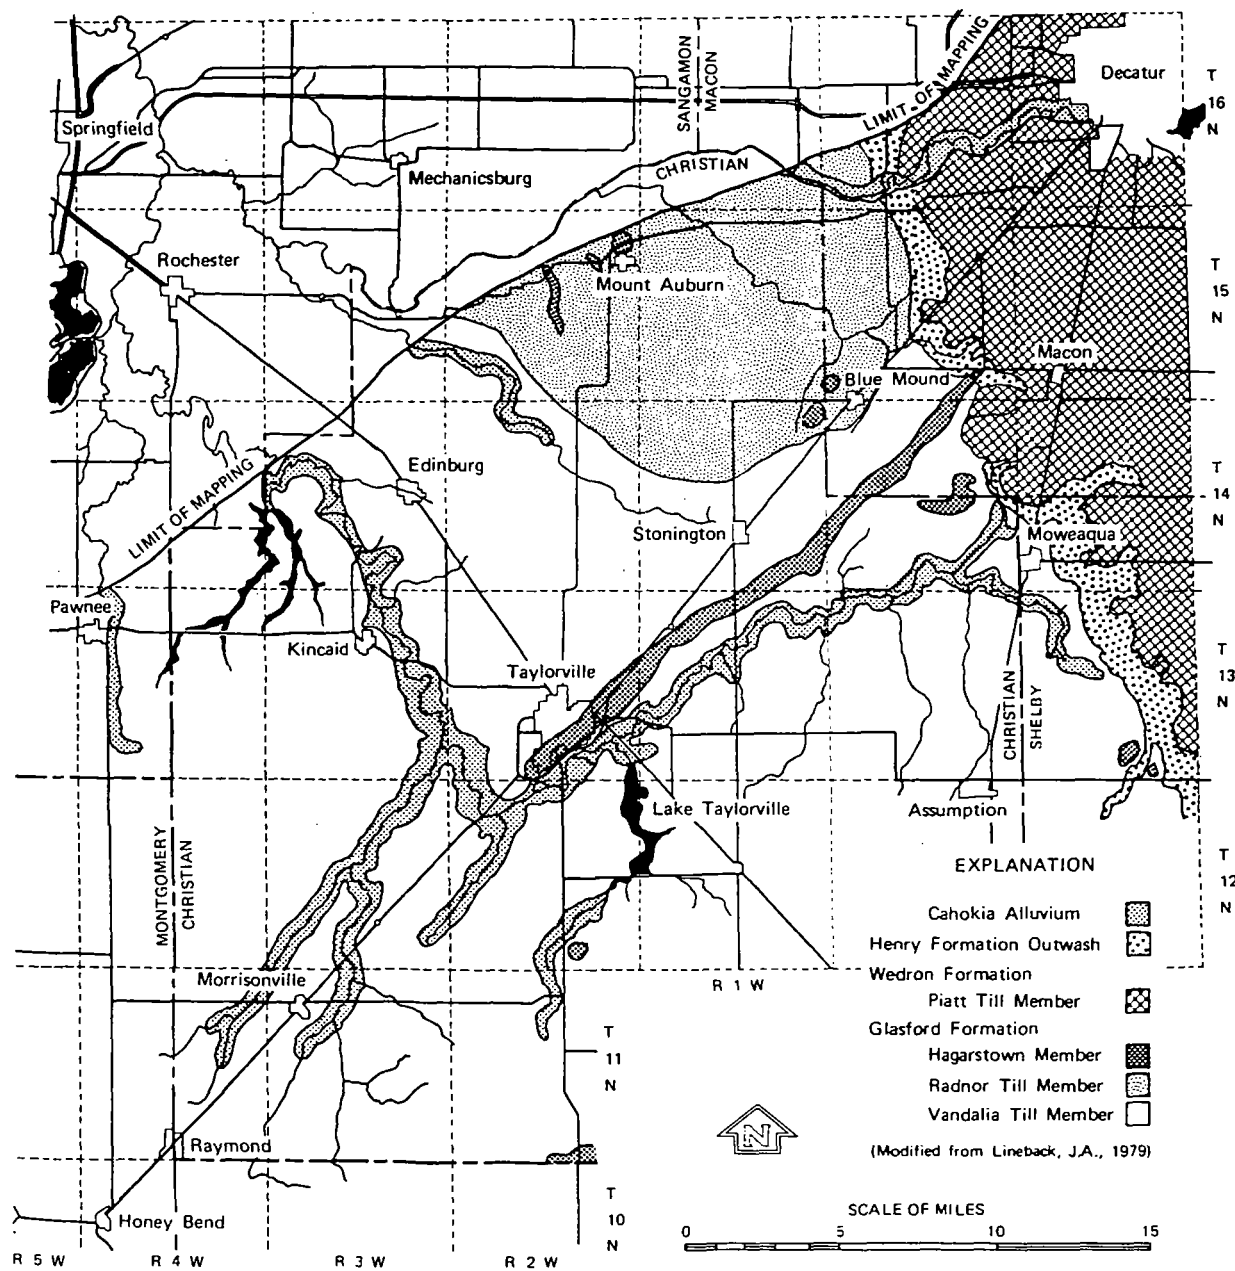 SANGAMON
MACON
LIMIT OF MAPPING
Decatur
T
16
N
Springfield
Mechanicsburg
CHRISTIAN
Rochester
Mount Auburn
T
15
N
Macon
Blue Mound
Edinburg
LIMIT OF MAPPING
T
14
N
Stonington
Moweaqua
Pawnee
Kincaid
Taylorville
T
13
N
CHRISTIAN
SHELBY
Lake Taylorville
Assumption
MONTGOMERY
CHRISTIAN
T
12
N
EXPLANATION
Cahokia Alluvium
Henry Formation Outwash
Wedron Formation
Piatt Till Member
Glasford Formation
Hagarstown Member
Radnor Till Member
Vandalia Till Member
(Modified from Lineback, J.A., 1979)
Morrisonville
R 1 W
T
11
N
N
Raymond
Honey Bend
T
10
N
SCALE OF MILES
0 5 10 15
R 5 W R 4 W R 3 W R 2 W